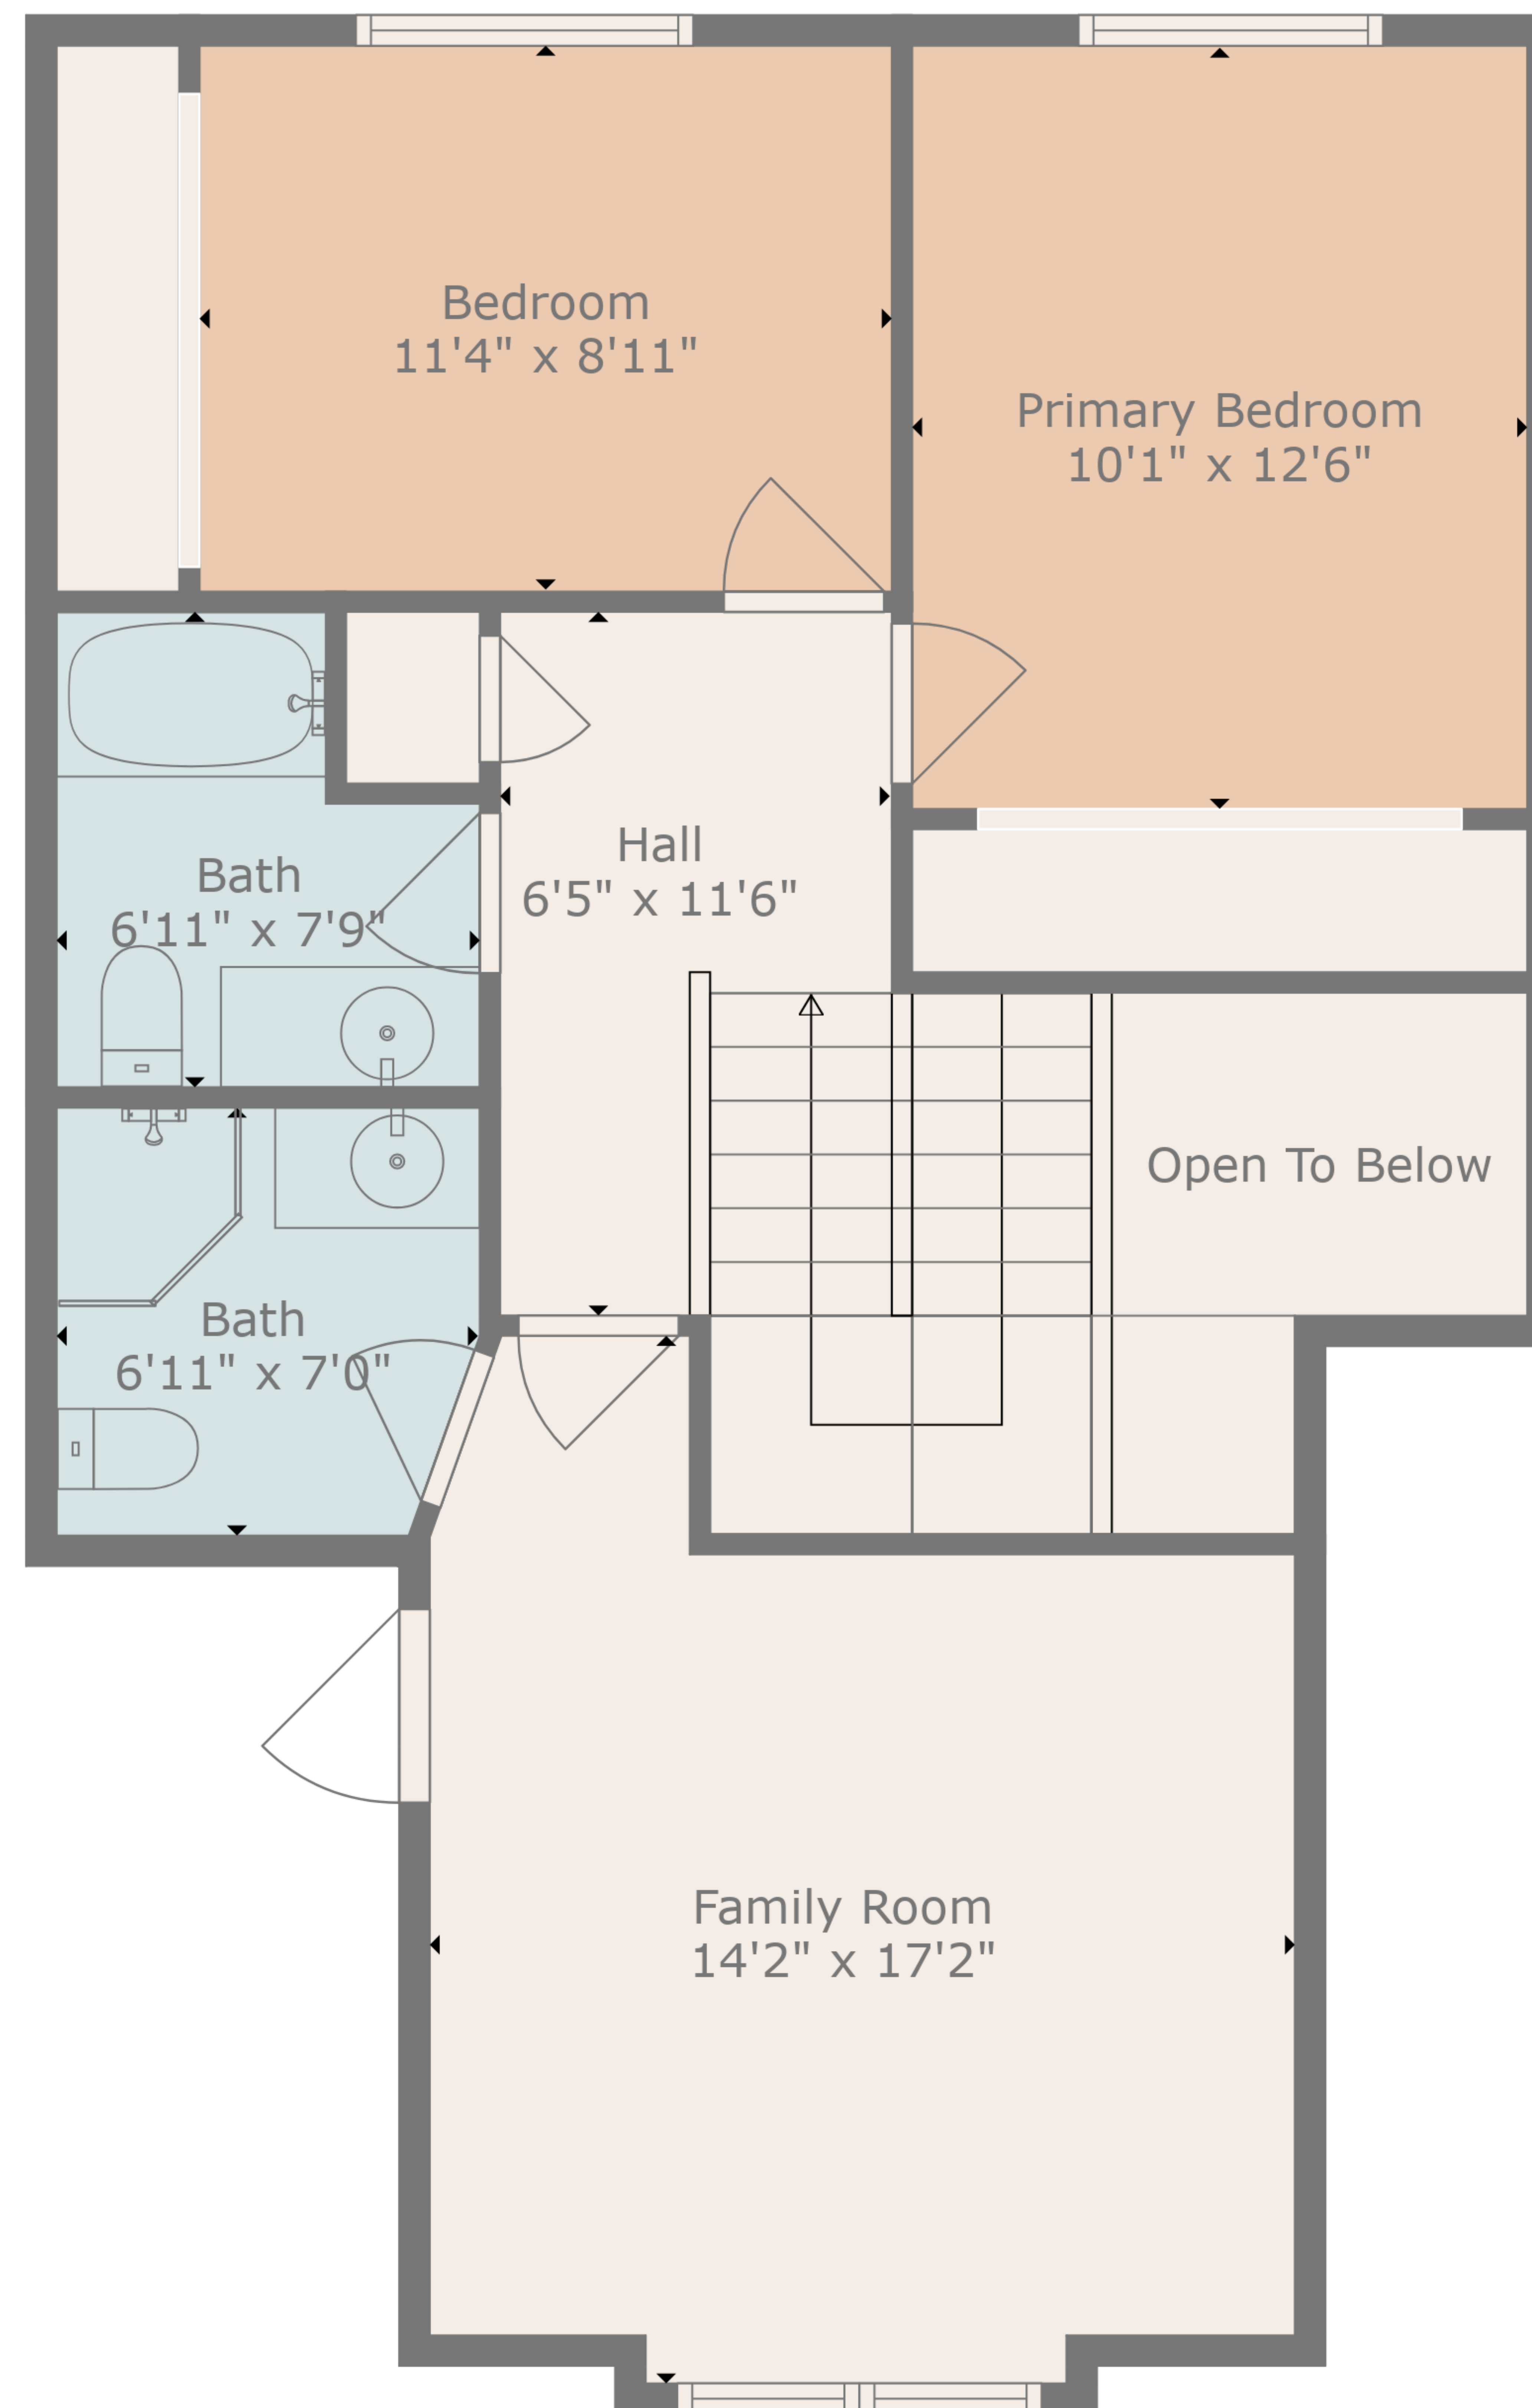 Bedroom
11'4" x 8'11"
Primary Bedroom
10'1" x 12'6"
Hall
6'5" x 11'6"
Bath
6'11" x 7'9"
Open To Below
Bath
6'11" x 7'0"
Family Room
14'2" x 17'2"